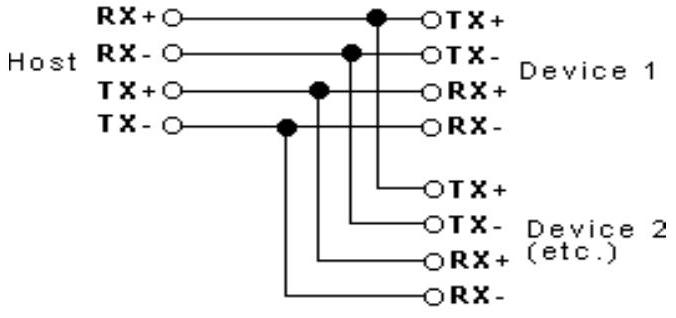 RX+ TX+
RX- TX-
Host Device 1
TX+ RX+
TX- RX-
TX+
TX- Device 2
RX+ (etc.)
RX-